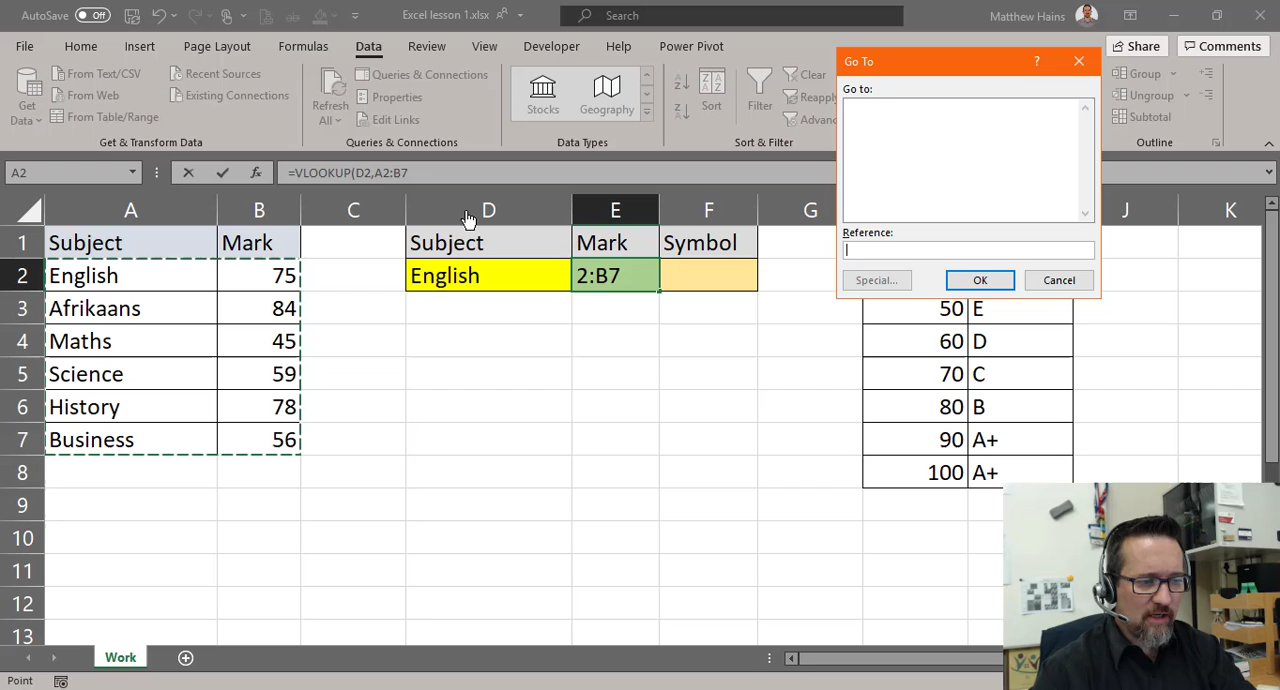 AutoSave Off Excel lesson 1.xlsx Search Matthew Hains
File Home Insert Page Layout Formulas Data Review View Developer Help Power Pivot Share Comments
Get Data
From Text/CSV
From Web
From Table/Range
Recent Sources
Existing Connections
Get & Transform Data
Refresh All
Queries & Connections
Properties
Edit Links
Queries & Connections
Stocks Geography
Data Types
Sort Filter
Clear
Reapply
Sort & Filter
Group
Ungroup
Subtotal
Outline
Go To ?
Go to:
Reference:
Special... OK Cancel
A2 fx =VLOOKUP(D2,A2:B7
A B C D E F G J K
1 Subject Mark Subject Mark Symbol
2 English 75 English 2:B7
3 Afrikaans 84 50 E
4 Maths 45 60 D
5 Science 59 70 C
6 History 78 80 B
7 Business 56 90 A+
8 100 A+
9
10
11
12
13
Work
Point